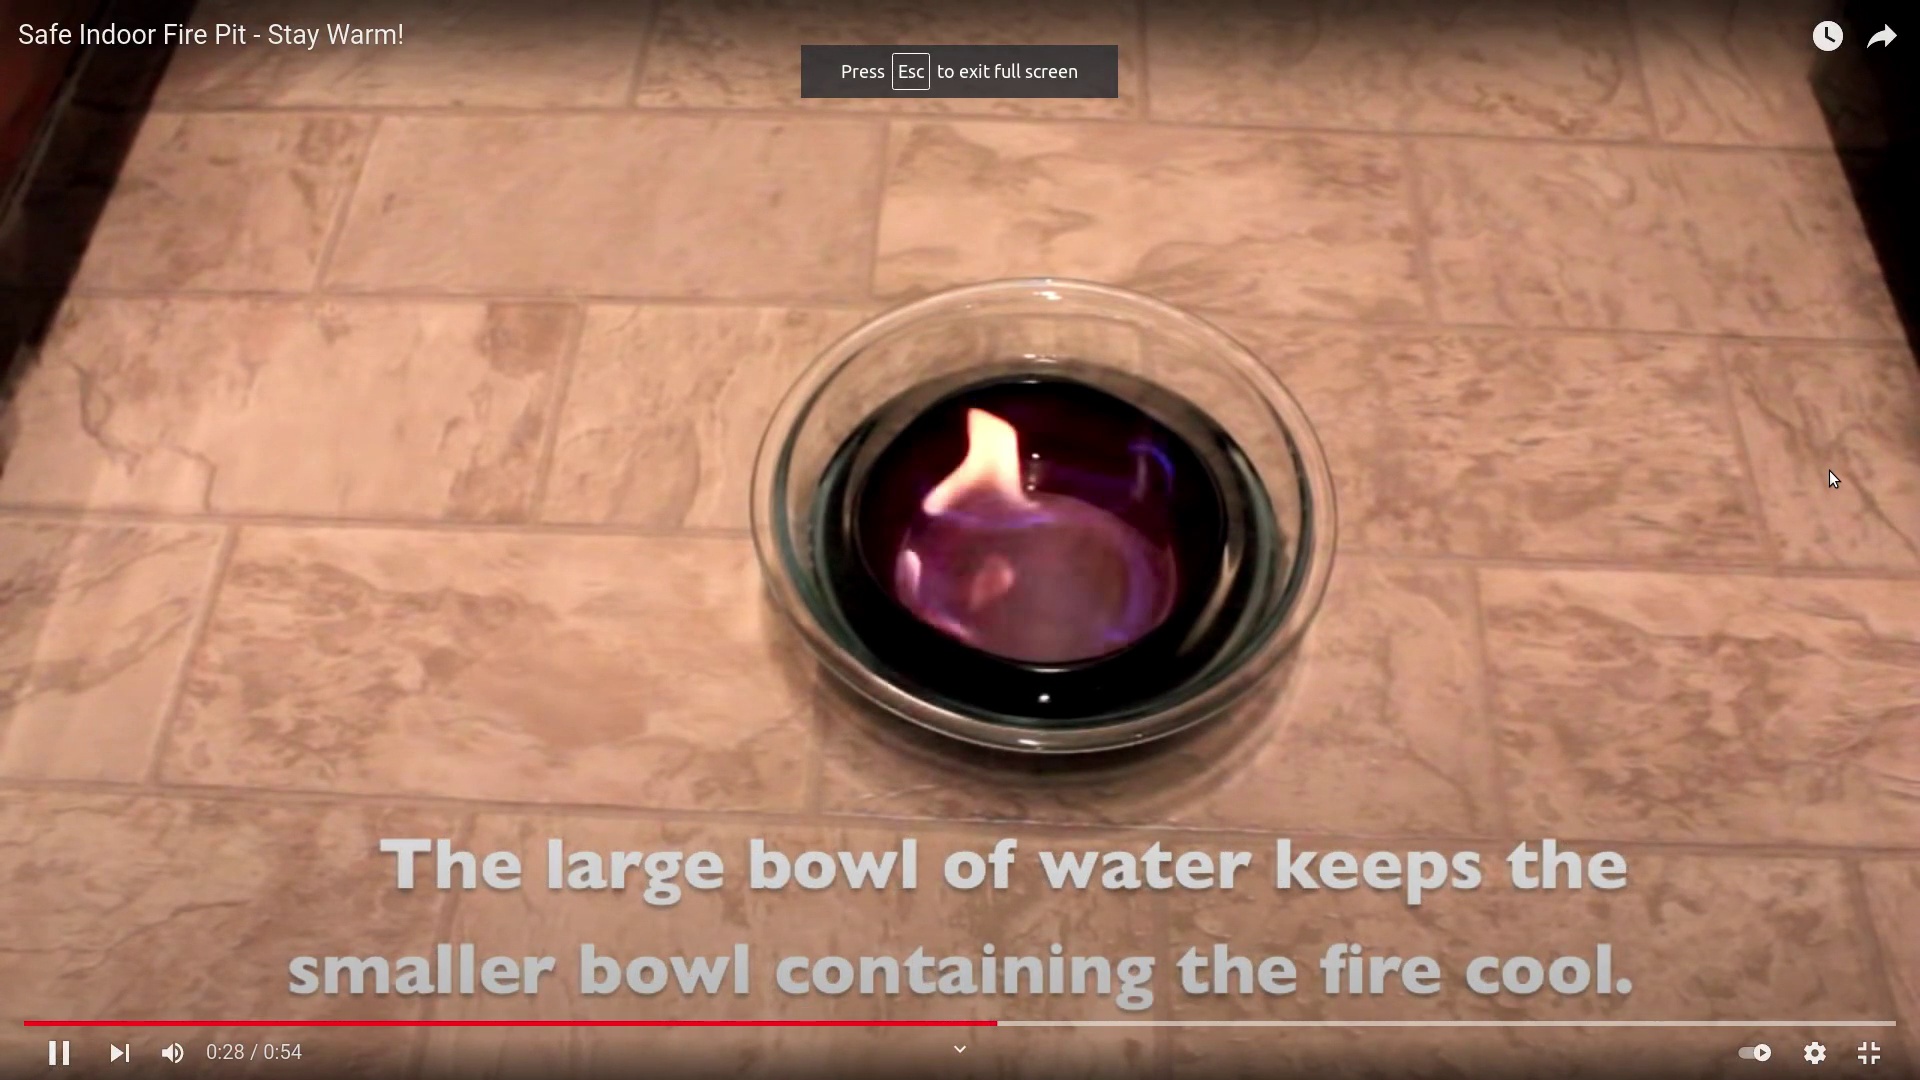 Safe Indoor Fire Pit - Stay Warm!
Press Esc to exit full screen
The large bowl of water keeps the
smaller bowl containing the fire cool.
0:28 / 0:54